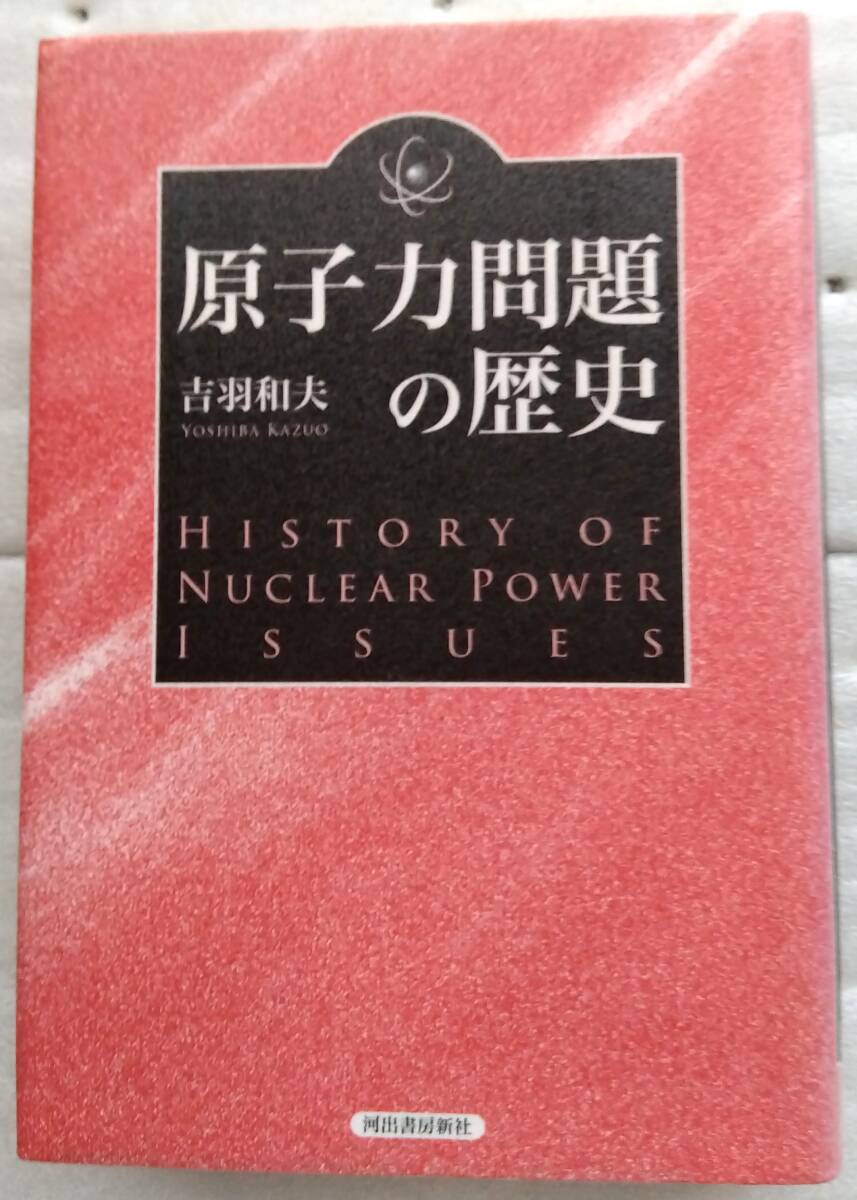 原子力問題
の歴史
吉羽和夫
YOSHIBA KAZUO
HISTORY OF
NUCLEAR POWER
ISSUES
河出書房新社